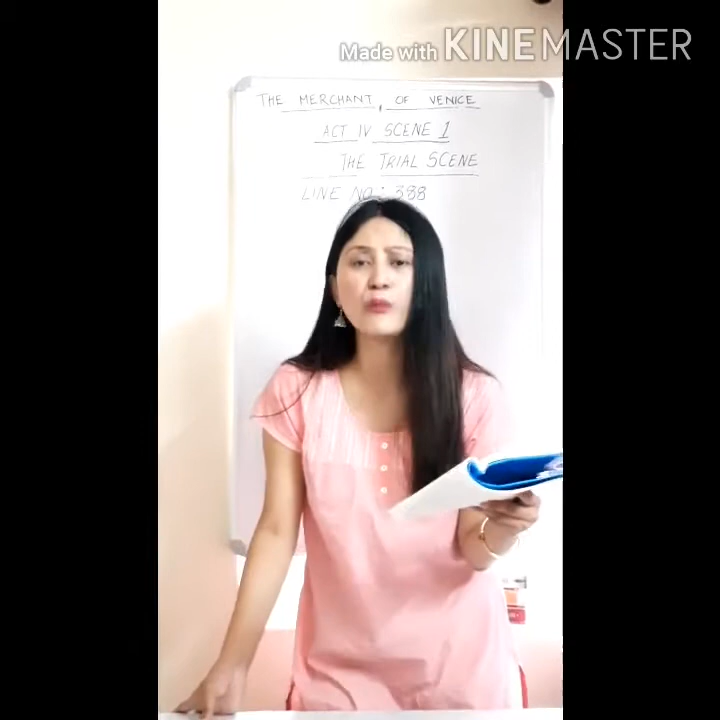 Made with KINEMASTER
THE MERCHANT OF VENICE
ACT IV SCENE 1
THE TRIAL SCENE
LINE NO: 388